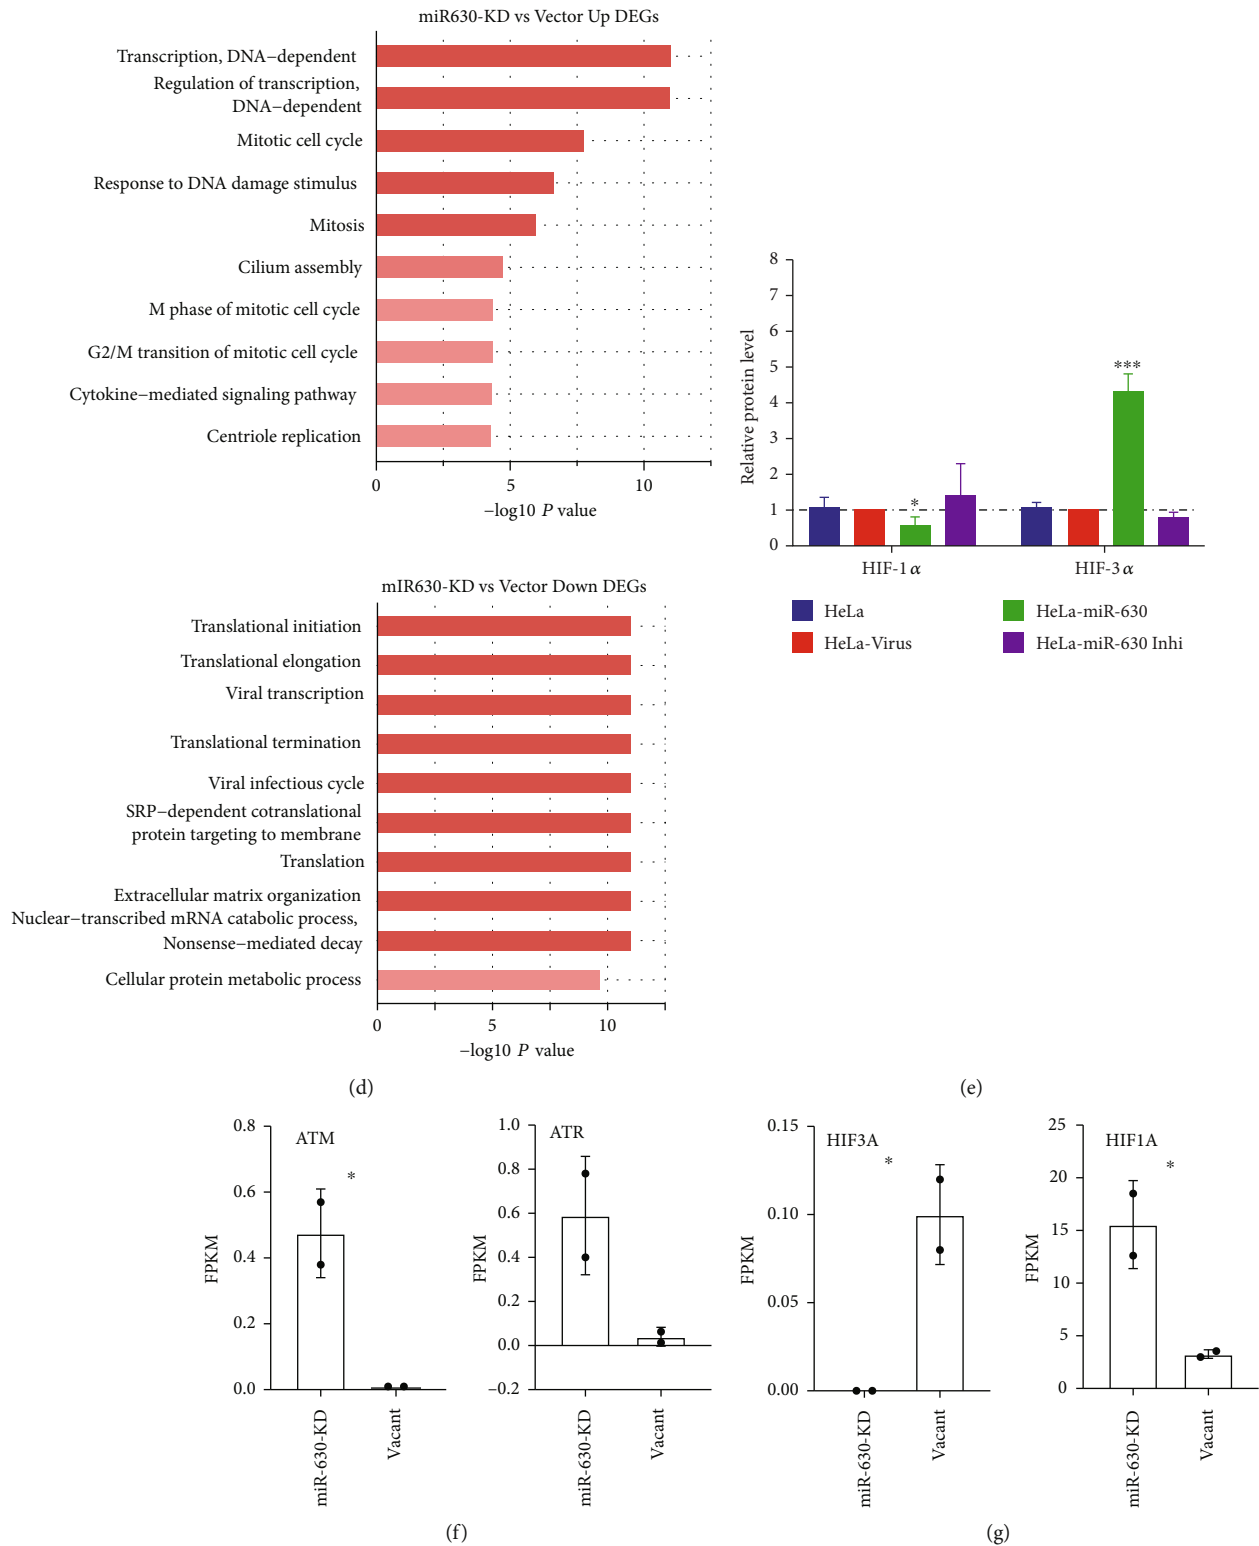 miR630-KD vs Vector Up DEGs
Transcription, DNA−dependent
Regulation of transcription,
DNA−dependent
Mitotic cell cycle
Response to DNA damage stimulus
Mitosis
Cilium assembly
M phase of mitotic cell cycle
G2/M transition of mitotic cell cycle
Cytokine−mediated signaling pathway
Centriole replication
0 5 10
−log10 P value
mIR630-KD vs Vector Down DEGs
Translational initiation
Translational elongation
Viral transcription
Translational termination
Viral infectious cycle
SRP−dependent cotranslational
protein targeting to membrane
Translation
Extracellular matrix organization
Nuclear−transcribed mRNA catabolic process,
Nonsense−mediated decay
Cellular protein metabolic process
0 5 10
−log10 P value
(d)
Relative protein level
8
7
6
5
4
3
2
1
0
***
*
HIF-1α HIF-3α
HeLa
HeLa-Virus
HeLa-miR-630
HeLa-miR-630 Inhi
(e)
FPKM
0.8
0.6
0.4
0.2
0.0
ATM
*
miR-630-KD
Vacant
FPKM
1.0
0.8
0.6
0.4
0.2
0.0
−0.2
ATR
miR-630-KD
Vacant
(f)
FPKM
0.15
0.10
0.05
0.00
HIF3A
*
miR-630-KD
Vacant
FPKM
25
20
15
10
5
0
HIF1A
*
miR-630-KD
Vacant
(g)